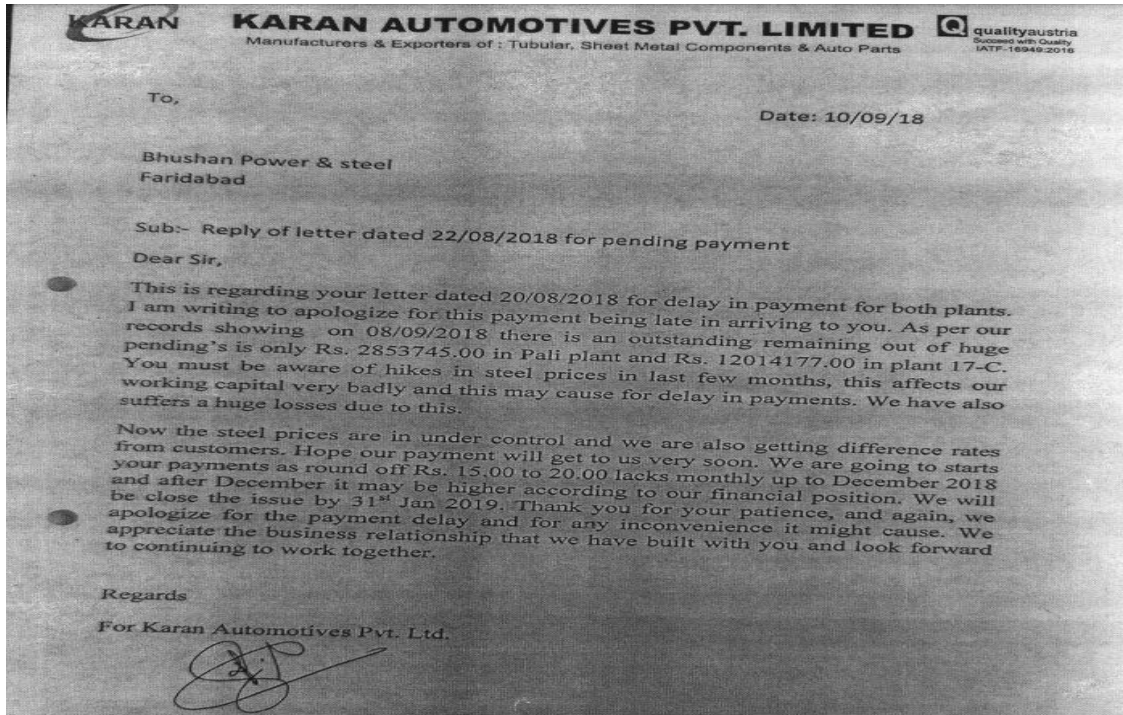 KARAN
KARAN AUTOMOTIVES PVT. LIMITED
Manufacturers & Exporters of : Tubular, Sheet Metal Components & Auto Parts
Q qualityaustria
Succeed with Quality
IATF-16949:2016
To,
Date: 10/09/18
Bhushan Power & steel
Faridabad
Sub:- Reply of letter dated 22/08/2018 for pending payment
Dear Sir,
This is regarding your letter dated 20/08/2018 for delay in payment for both plants.
I am writing to apologize for this payment being late in arriving to you. As per our
records showing on 08/09/2018 there is an outstanding remaining out of huge
pending's is only Rs. 2853745.00 in Pali plant and Rs. 12014177.00 in plant 17-C.
You must be aware of hikes in steel prices in last few months, this affects our
working capital very badly and this may cause for delay in payments. We have also
suffers a huge losses due to this.
Now the steel prices are in under control and we are also getting difference rates
from customers. Hope our payment will get to us very soon. We are going to starts
your payments as round off Rs. 15.00 to 20.00 lacks monthly up to December 2018
and after December it may be higher according to our financial position. We will
be close the issue by 31st Jan 2019. Thank you for your patience, and again, we
apologize for the payment delay and for any inconvenience it might cause. We
appreciate the business relationship that we have built with you and look forward
to continuing to work together.
Regards
For Karan Automotives Pvt. Ltd.